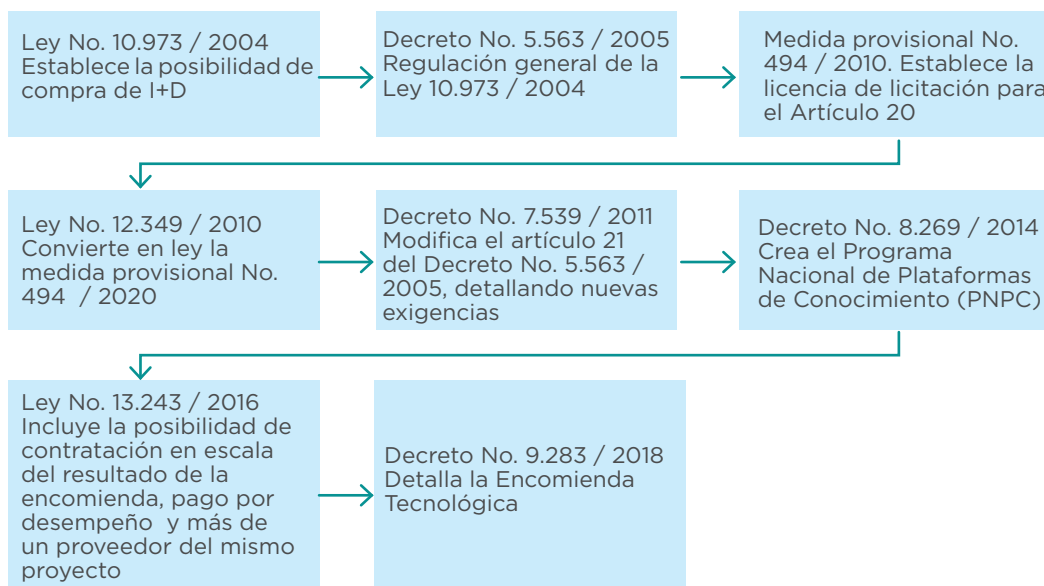 Ley No. 10.973 / 2004
Establece la posibilidad de
compra de I+D
Decreto No. 5.563 / 2005
Regulación general de la
Ley 10.973 / 2004
Medida provisional No.
494 / 2010. Establece la
licencia de licitación para
el Artículo 20
Ley No. 12.349 / 2010
Convierte en ley la
medida provisional No.
494 / 2020
Decreto No. 7.539 / 2011
Modifica el artículo 21
del Decreto No. 5.563 /
2005, detallando nuevas
exigencias
Decreto No. 8.269 / 2014
Crea el Programa
Nacional de Plataformas
de Conocimiento (PNPC)
Ley No. 13.243 / 2016
Incluye la posibilidad de
contratación en escala
del resultado de la
encomienda, pago por
desempeño y más de
un proveedor del mismo
proyecto
Decreto No. 9.283 / 2018
Detalla la Encomienda
Tecnológica